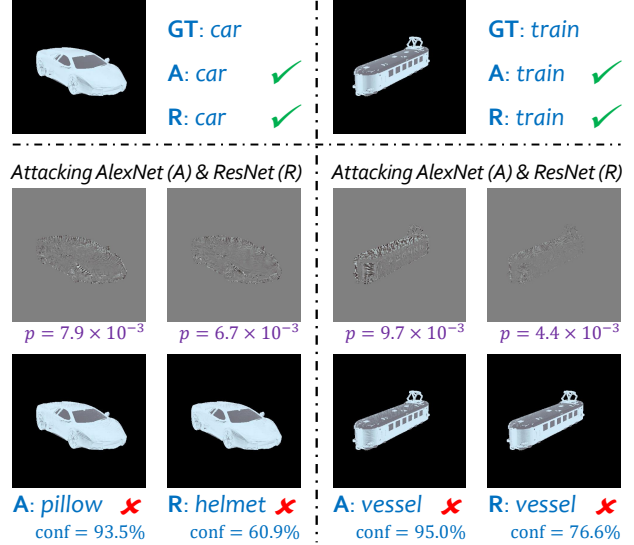 GT: car
A: car ✓
R: car ✓
GT: train
A: train ✓
R: train ✓
Attacking AlexNet (A) & ResNet (R)
Attacking AlexNet (A) & ResNet (R)
p = 7.9 × 10⁻³
p = 6.7 × 10⁻³
p = 9.7 × 10⁻³
p = 4.4 × 10⁻³
A: pillow ✘
conf = 93.5%
R: helmet ✘
conf = 60.9%
A: vessel ✘
conf = 95.0%
R: vessel ✘
conf = 76.6%